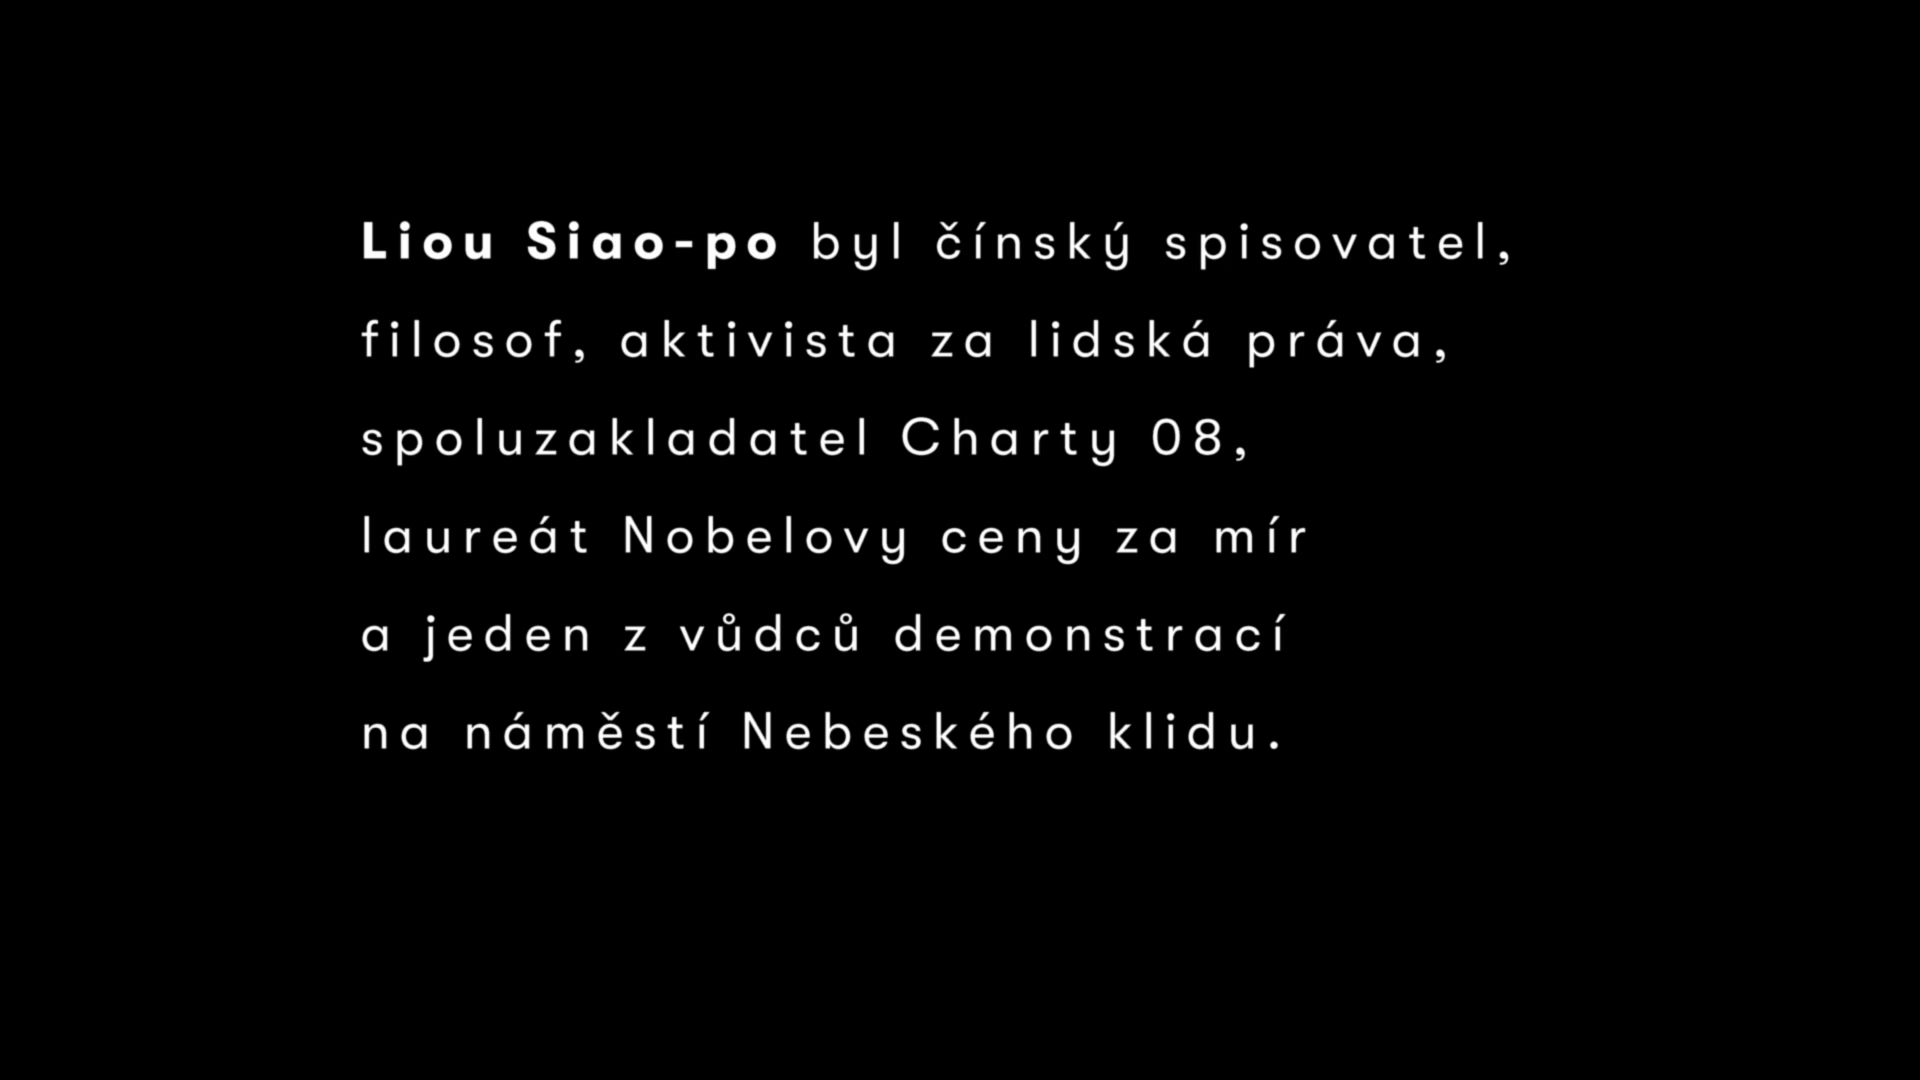 Liou Siao-po byl čínský spisovatel,
filosof, aktivista za lidská práva,
spoluzakladatel Charty 08,
laureát Nobelovy ceny za mír
a jeden z vůdců demonstrací
na náměstí Nebeského klidu.